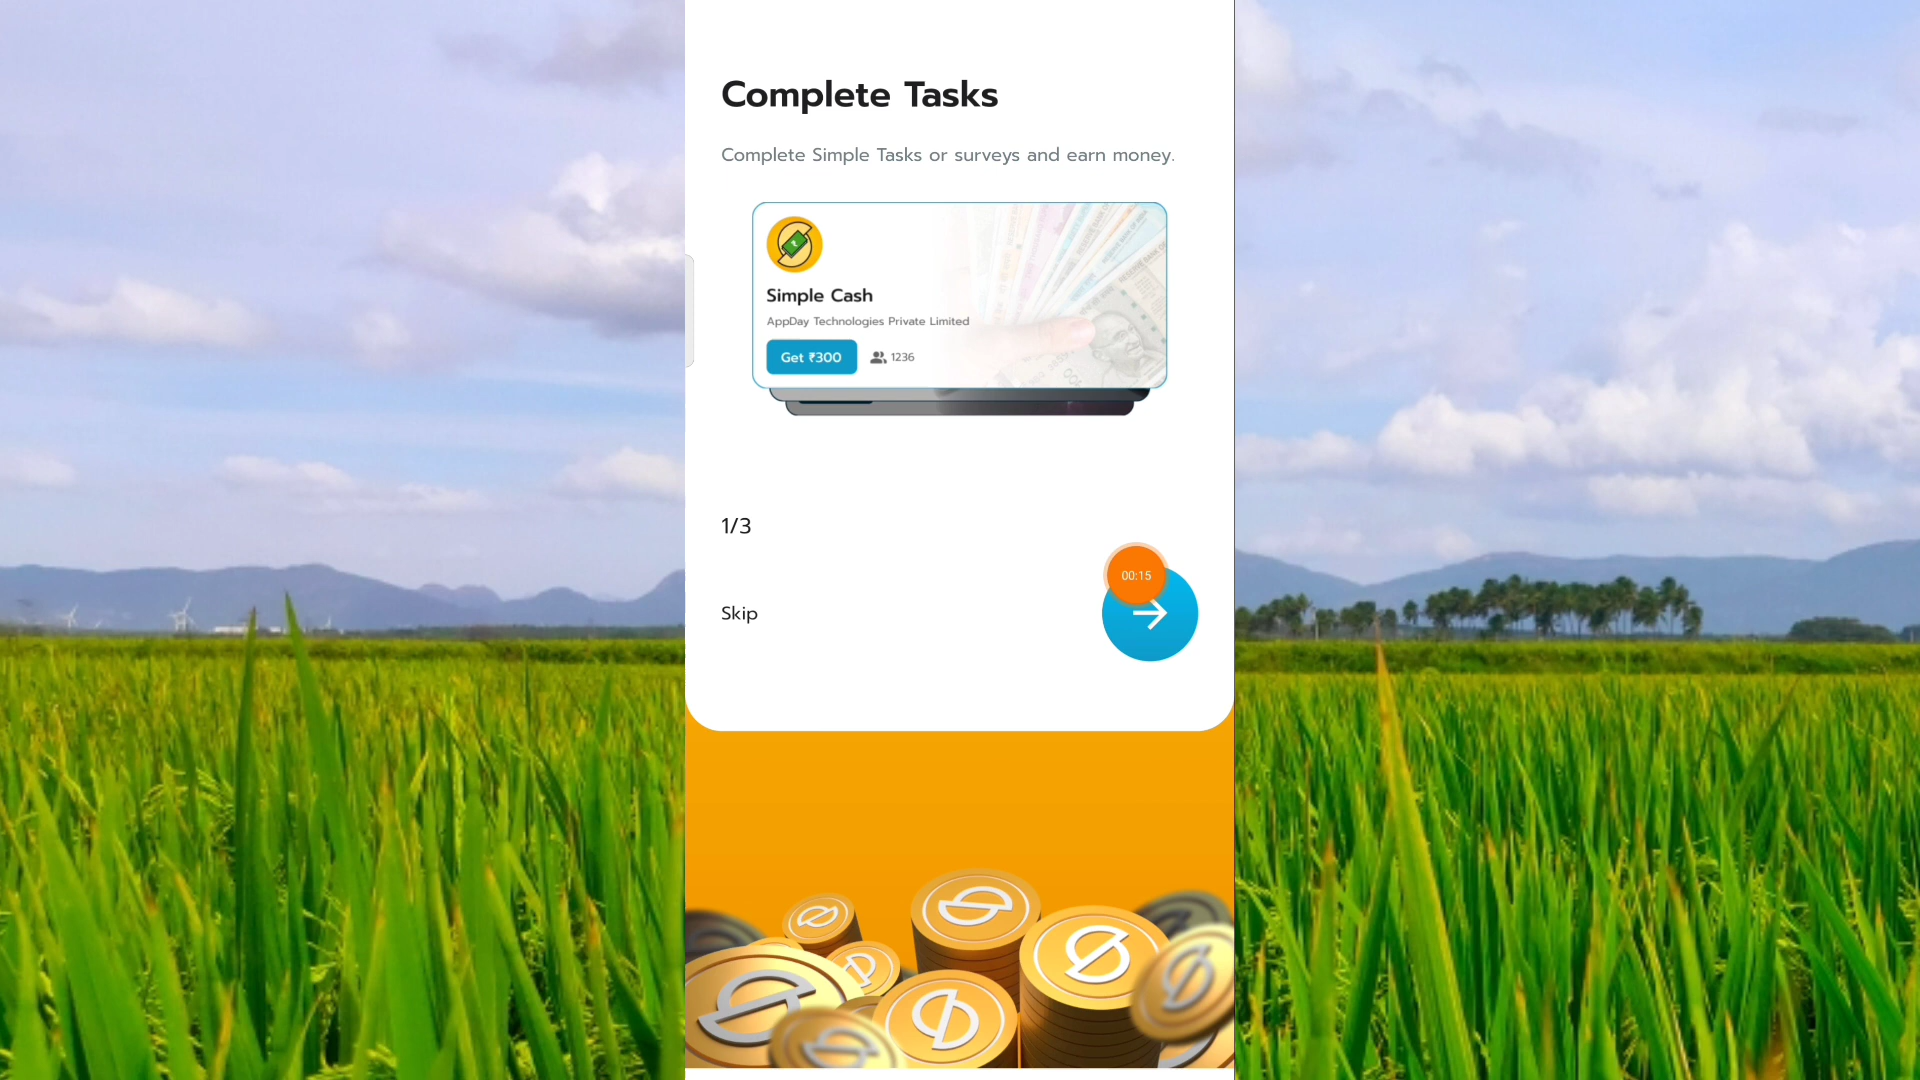 Complete Tasks
Complete Simple Tasks or surveys and earn money.
Simple Cash
AppDay Technologies Private Limited
Get ₹300
1236
1/3
00:15
Skip